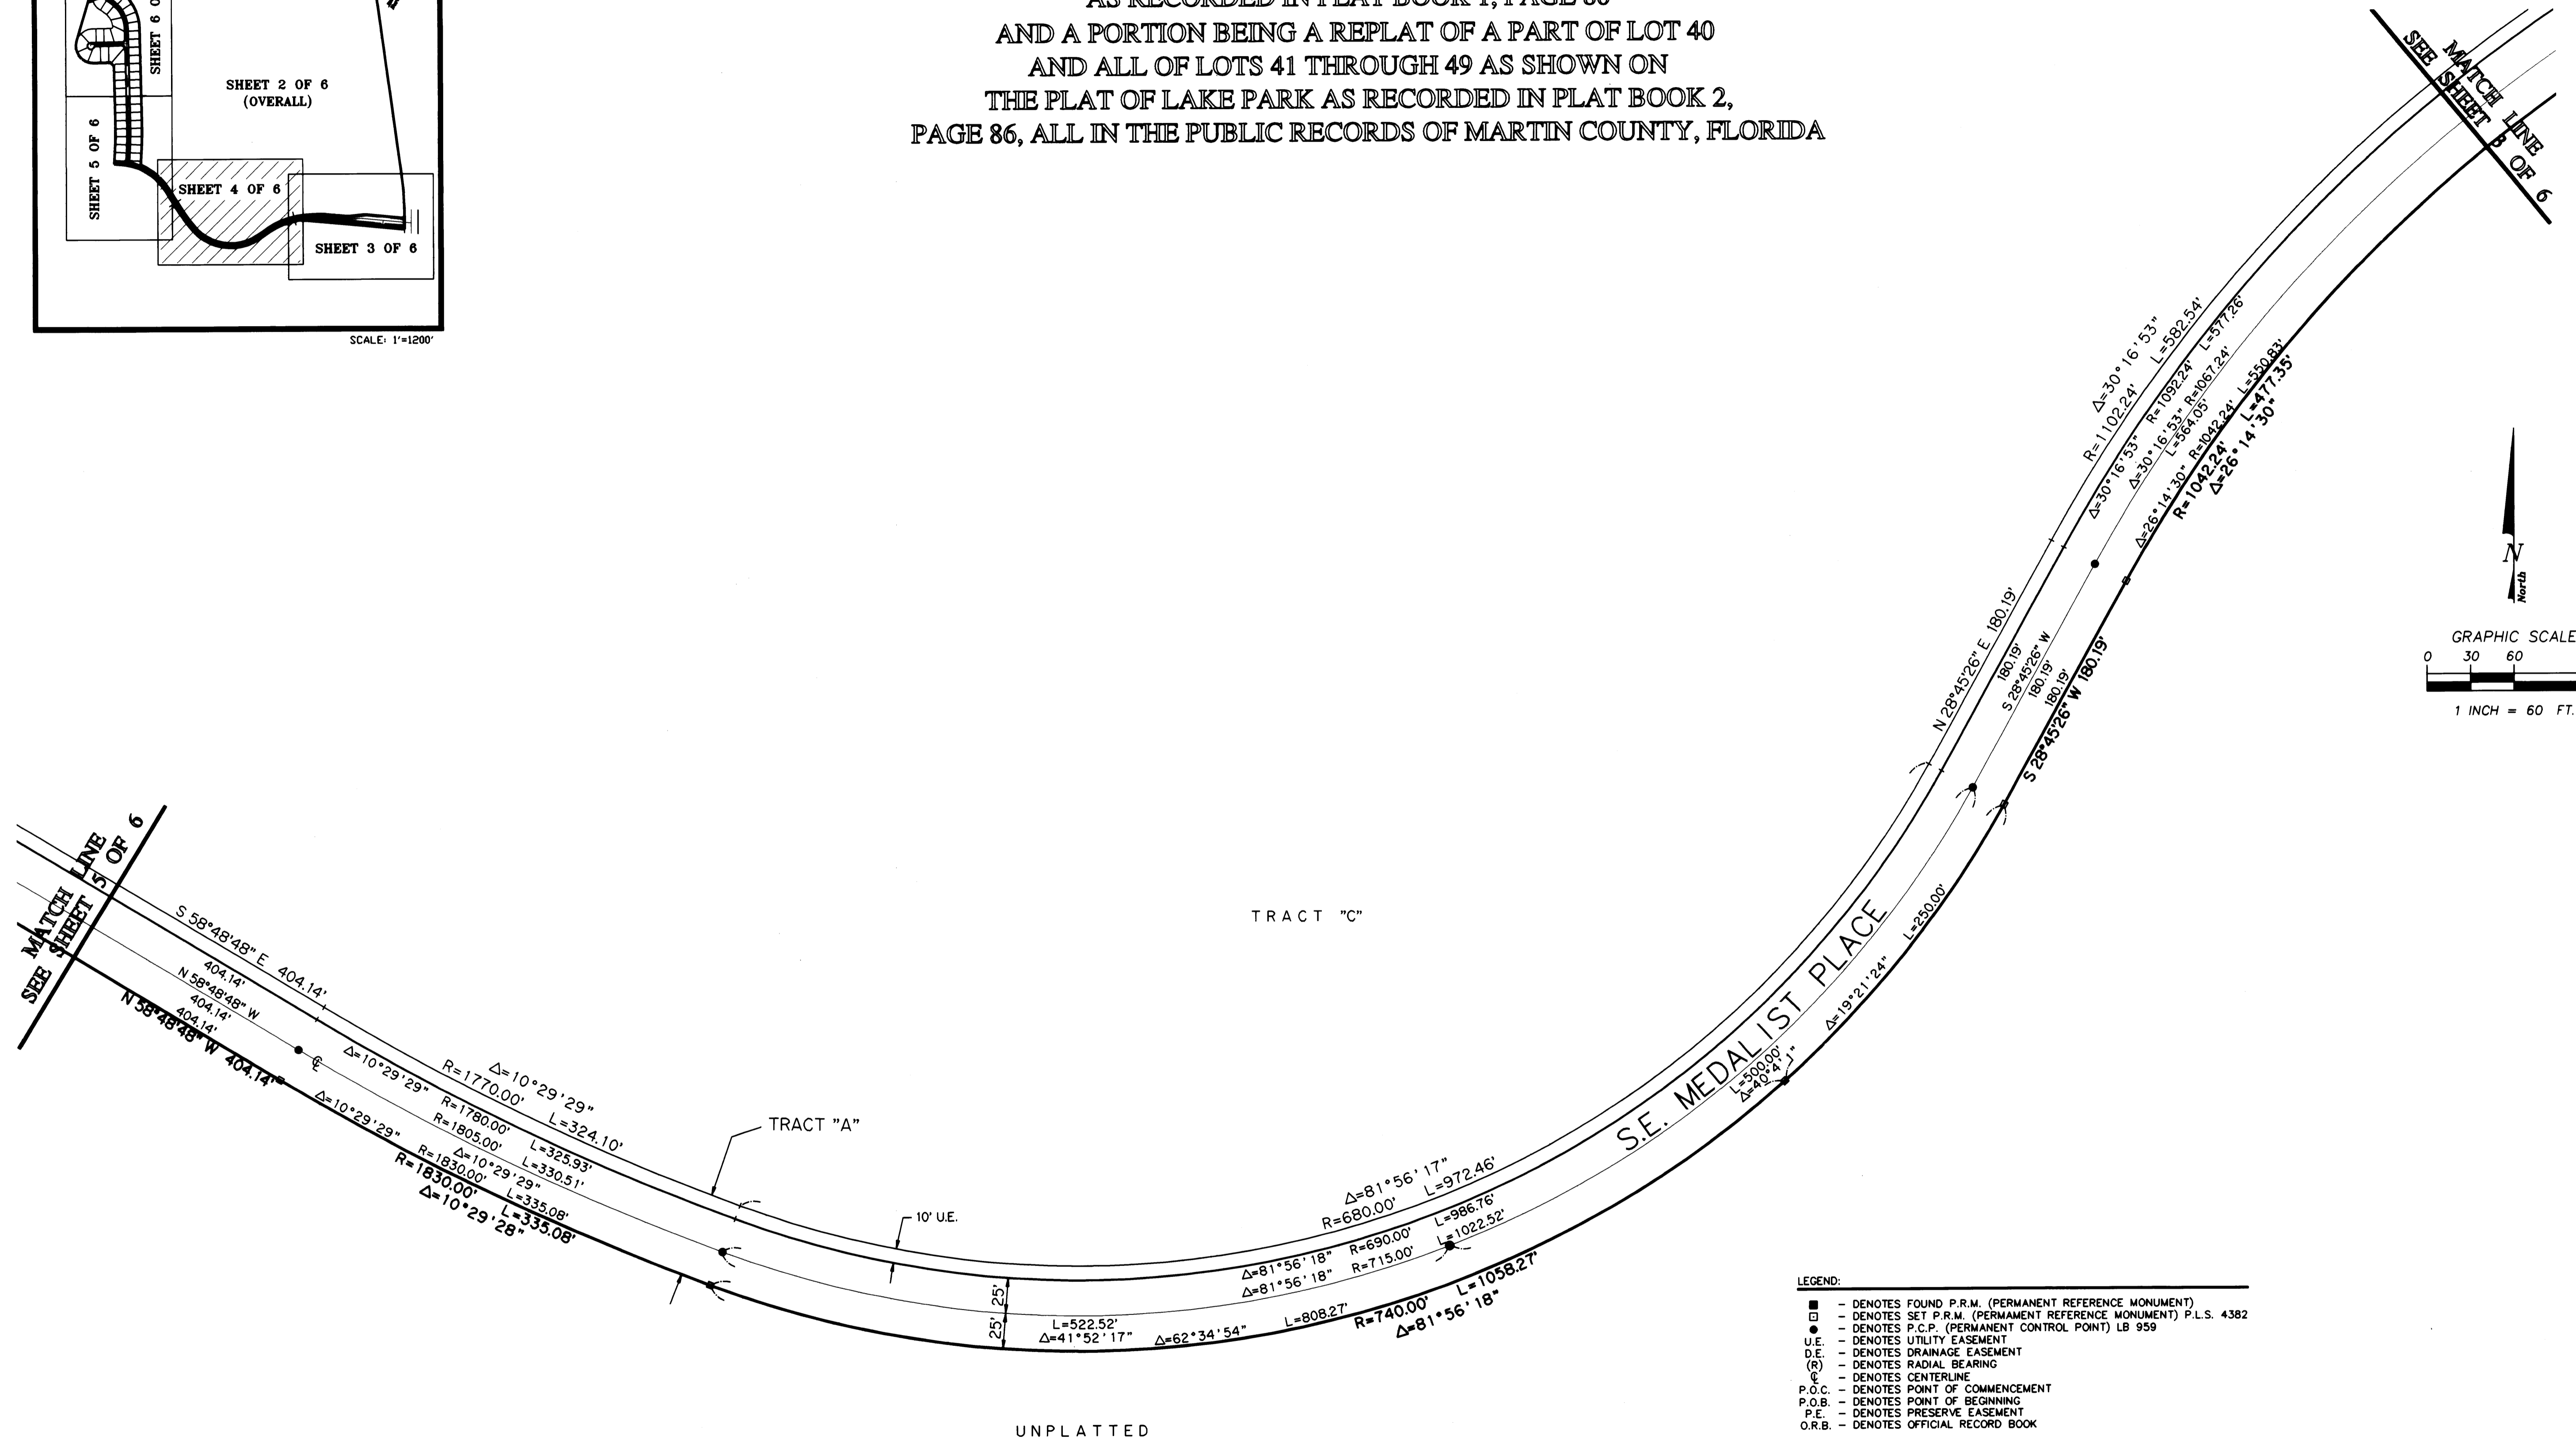 AS RECORDED IN PLAT BOOK 1, PAGE 80
AND A PORTION BEING A REPLAT OF A PART OF LOT 40
AND ALL OF LOTS 41 THROUGH 49 AS SHOWN ON
THE PLAT OF LAKE PARK AS RECORDED IN PLAT BOOK 2,
PAGE 86, ALL IN THE PUBLIC RECORDS OF MARTIN COUNTY, FLORIDA
SHEET 6 O
SHEET 2 OF 6
(OVERALL)
SHEET 5 OF 6
SHEET 4 OF 6
SHEET 3 OF 6
SCALE: 1'=1200'
MATCH LINE
SEE SHEET 3 OF 6
Δ=30°16'53"
L=582.54'
R=1102.24'
L=577.26'
R=1092.24'
Δ=30°16'53"
R=1067.24'
Δ=30°16'53"
L=564.05'
L=550.83'
R=1042.24'
Δ=26°14'30"
L=477.35'
R=1042.24'
Δ=26°14'30"
N
North
GRAPHIC SCALE
0 30 60
1 INCH = 60 FT.
N 28°45'26" E 180.19'
180.19'
S 28°45'26" W
180.19'
180.19'
S 28°45'26" W 180.19'
MATCH LINE
SEE SHEET 5 OF 6
S 58°48'48" E 404.14'
404.14'
N 58°48'48" W
404.14'
404.14'
N 58°48'48" W 404.14'
TRACT "C"
L=250.00'
Δ=19°21'24"
S.E. MEDALIST PLACE
L=500.00'
Δ=40°4'1"
Δ=10°29'29"
R=1770.00' L=324.10'
Δ=10°29'29"
R=1780.00' L=325.93'
R=1805.00' L=330.51'
Δ=10°29'29"
Δ=10°29'29"
R=1830.00' L=335.08'
R=1830.00' L=335.08'
Δ=10°29'28"
TRACT "A"
10' U.E.
25'
25'
Δ=81°56'17"
R=680.00' L=972.46'
L=986.76'
Δ=81°56'18" R=690.00'
L=1022.52'
Δ=81°56'18" R=715.00'
L=522.52'
Δ=41°52'17"
Δ=62°34'54" L=808.27'
R=740.00' L=1058.27'
Δ=81°56'18"
UNPLATTED
LEGEND:
– DENOTES FOUND P.R.M. (PERMANENT REFERENCE MONUMENT)
– DENOTES SET P.R.M. (PERMAMENT REFERENCE MONUMENT) P.L.S. 4382
– DENOTES P.C.P. (PERMANENT CONTROL POINT) LB 959
U.E. – DENOTES UTILITY EASEMENT
D.E. – DENOTES DRAINAGE EASEMENT
(R) – DENOTES RADIAL BEARING
℄ – DENOTES CENTERLINE
P.O.C. – DENOTES POINT OF COMMENCEMENT
P.O.B. – DENOTES POINT OF BEGINNING
P.E. – DENOTES PRESERVE EASEMENT
O.R.B. – DENOTES OFFICIAL RECORD BOOK